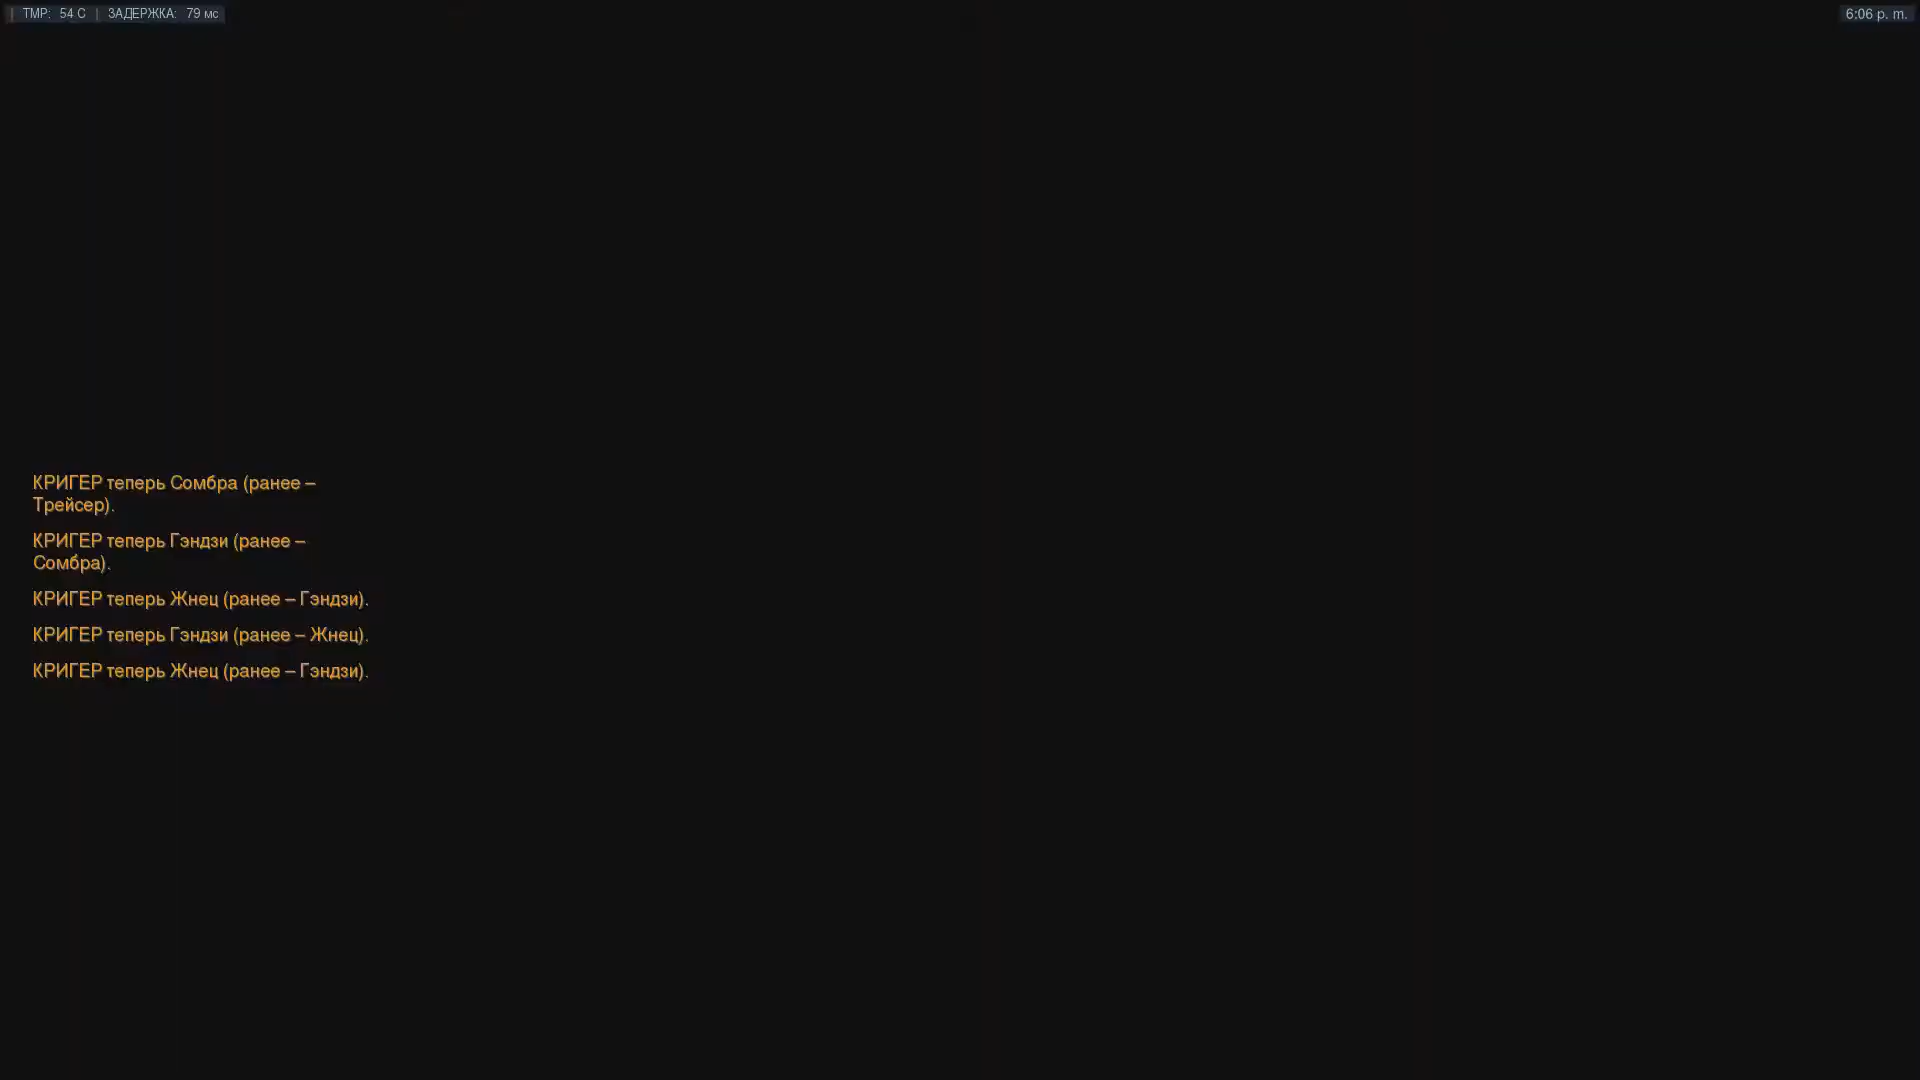 | TMP: 54 C | ЗАДЕРЖКА: 79 мс
6:06 p. m.
КРИГЕР теперь Сомбра (ранее –
Трейсер).
КРИГЕР теперь Гэндзи (ранее –
Сомбра).
КРИГЕР теперь Жнец (ранее – Гэндзи).
КРИГЕР теперь Гэндзи (ранее – Жнец).
КРИГЕР теперь Жнец (ранее – Гэндзи).